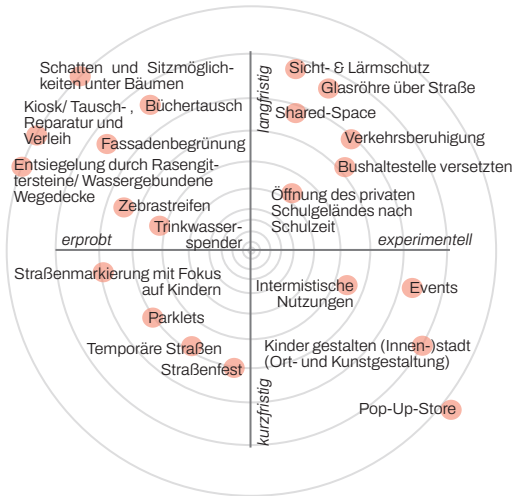 Schatten und Sitzmöglich-
keiten unter Bäumen
Kiosk/ Tausch- ,
Reparatur und
Verleih
Büchertausch
Fassadenbegrünung
Entsiegelung durch Rasengit-
tersteine/ Wassergebundene
Wegedecke
Zebrastreifen
Trinkwasser-
spender
erprobt
langfristig
Sicht- & Lärmschutz
Glasröhre über Straße
Shared-Space
Verkehrsberuhigung
Bushaltestelle versetzten
Öffnung des privaten
Schulgeländes nach
Schulzeit
experimentell
Straßenmarkierung mit Fokus
auf Kindern
Parklets
Temporäre Straßen
Straßenfest
kurzfristig
Intermistische
Nutzungen
Events
Kinder gestalten (Innen-)stadt
(Ort- und Kunstgestaltung)
Pop-Up-Store